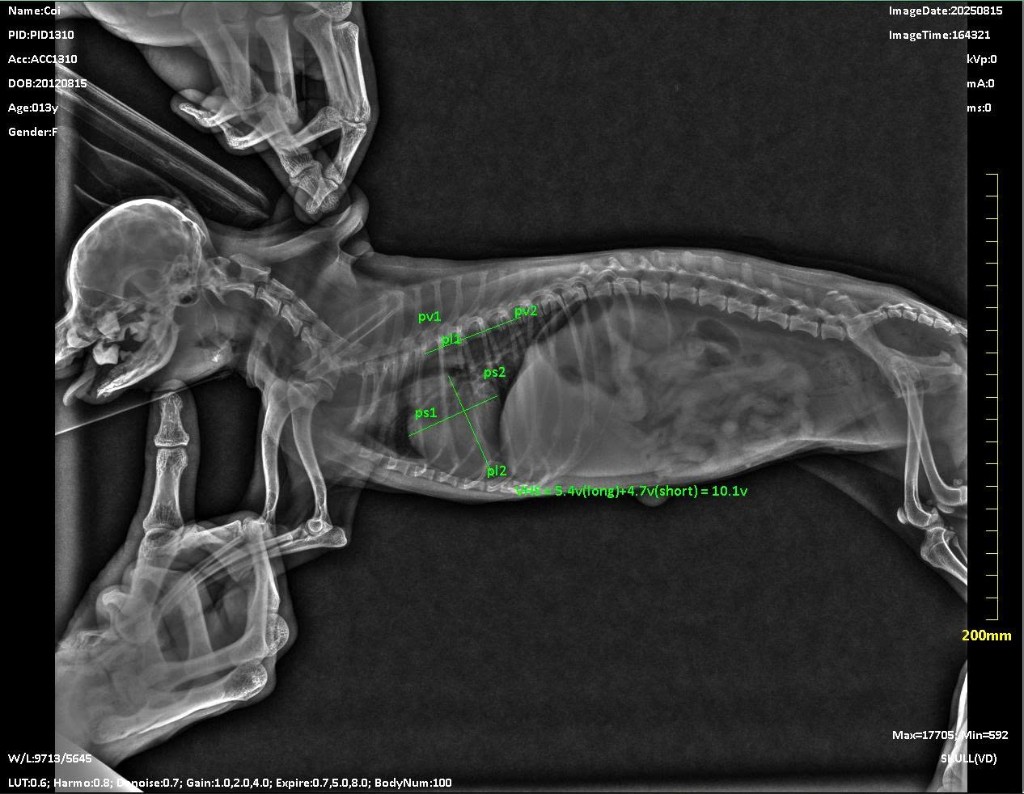 Name:Coi
PID:PID1310
Acc:ACC1310
DOB:20120815
Age:013y
Gender:F
ImageDate:20250815
ImageTime:164321
kVp:0
mA:0
ms:0
pv1
pv2
pl1
ps2
ps1
pl2
VHS = 5.4v(long)+4.7v(short) = 10.1v
200mm
Max=17705; Min=592
W/L:9713/5645
SKULL(VD)
LUT:0.6; Harmo:0.8; Denoise:0.7; Gain:1.0,2.0,4.0; Expire:0.7,5.0,8.0; BodyNum:100